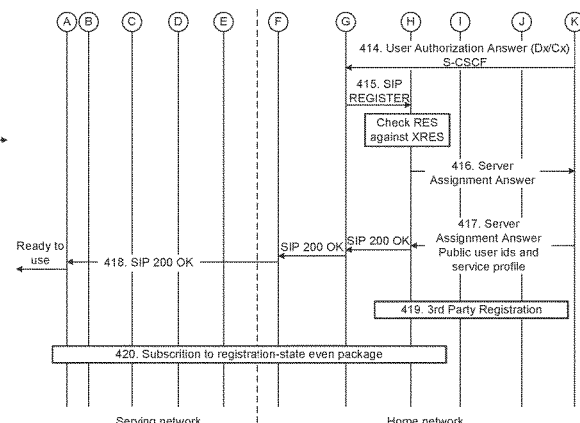 A B C D E F G H I J K
414. User Authorization Answer (Dx/Cx)
S-CSCF
415. SIP
REGISTER
Check RES
against XRES
416. Server
Assignment Answer
417. Server
Assignment Answer
Public user ids and
service profile
SIP 200 OK
SIP 200 OK
Ready to
use
418. SIP 200 OK
419. 3rd Party Registration
420. Subscrition to registration-state even package
Serving network
Home network